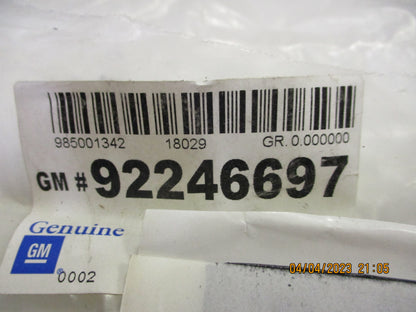 985001342 18029 GR. 0.000000
GM # 92246697
Genuine
GM
®0002
04/04/2023 21:05